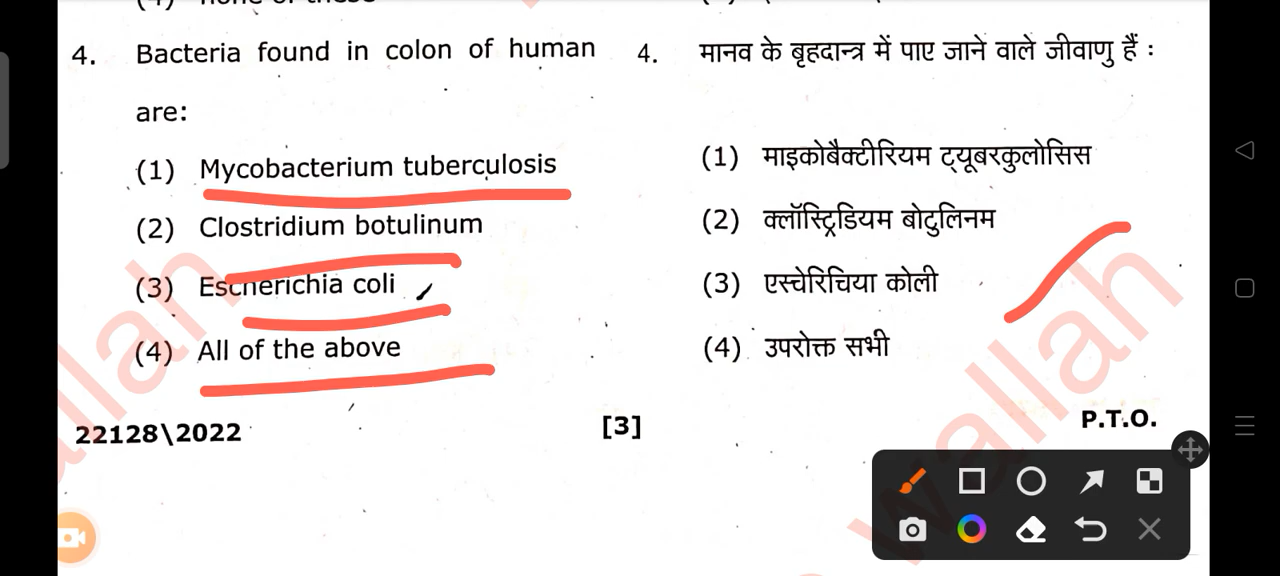 4. Bacteria found in colon of human
are:
(1) Mycobacterium tuberculosis
(2) Clostridium botulinum
(3) Escherichia coli
(4) All of the above
4. मानव के बृहदान्त्र में पाए जाने वाले जीवाणु हैं :
(1) माइकोबैक्टीरियम ट्यूबरकुलोसिस
(2) क्लॉस्ट्रिडियम बोटुलिनम
(3) एस्चेरिचिया कोली
(4) उपरोक्त सभी
22128\2022
[3]
P.T.O.
allah
wallah